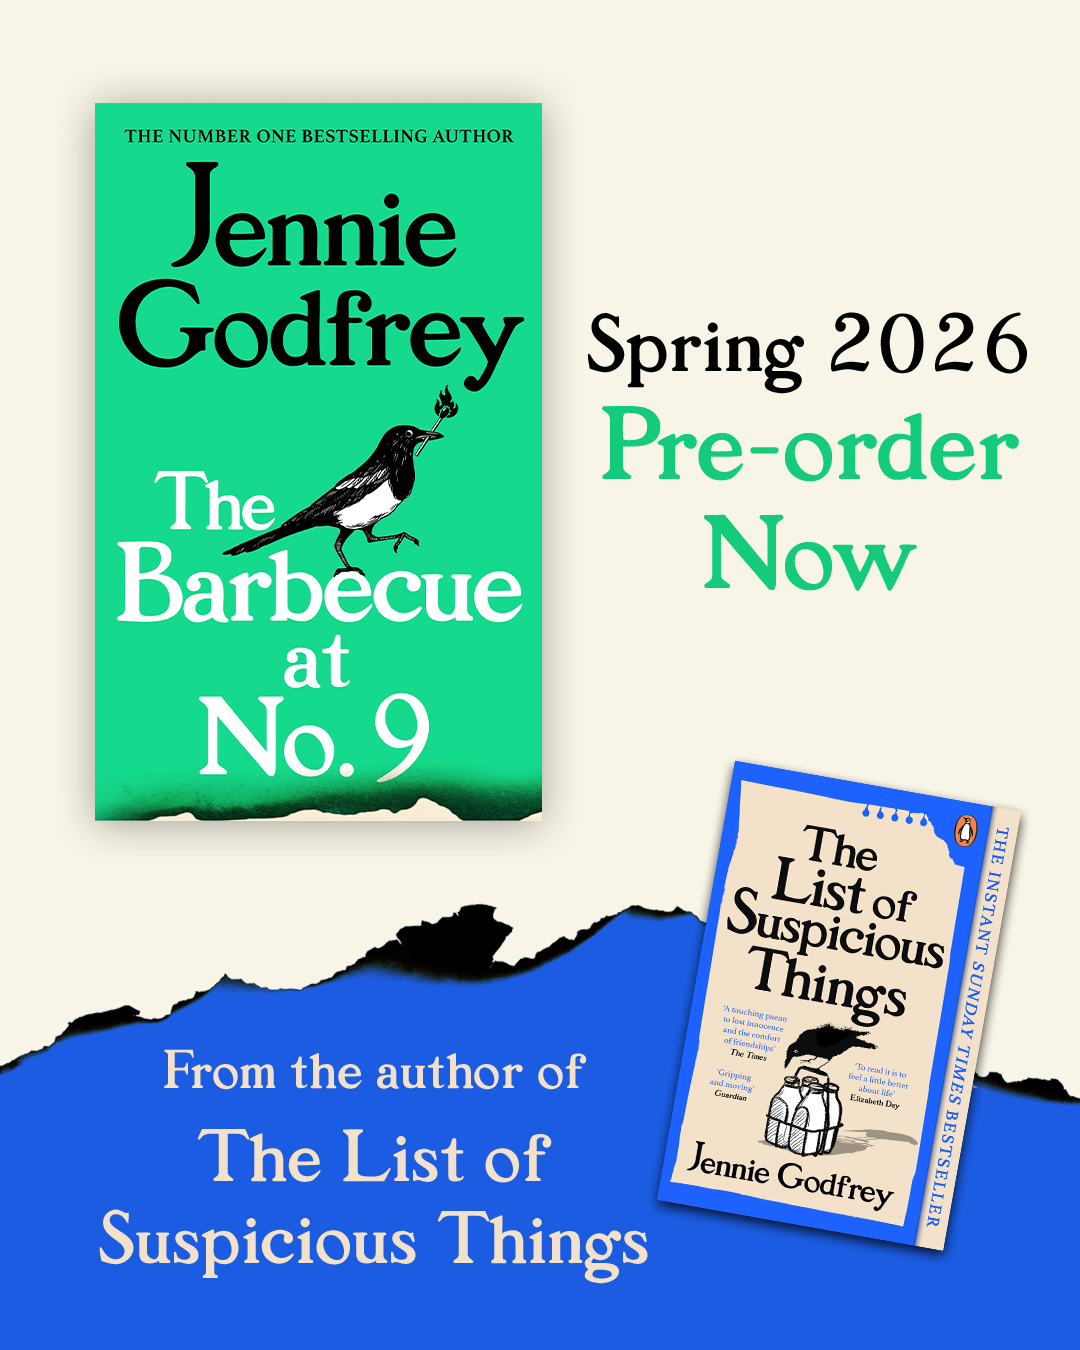 THE NUMBER ONE BESTSELLING AUTHOR
Jennie
Godfrey
The
Barbecue
at
No. 9
Spring 2026
Pre-order
Now
The
List of
Suspicious
Things
'A touching paean
to lost innocence
and the comfort
of friendships'
The Times
'Gripping
and moving'
Guardian
'To read it is to
feel a little better
about life'
Elizabeth Day
Jennie Godfrey
THE INSTANT SUNDAY TIMES BESTSELLER
From the author of
The List of
Suspicious Things